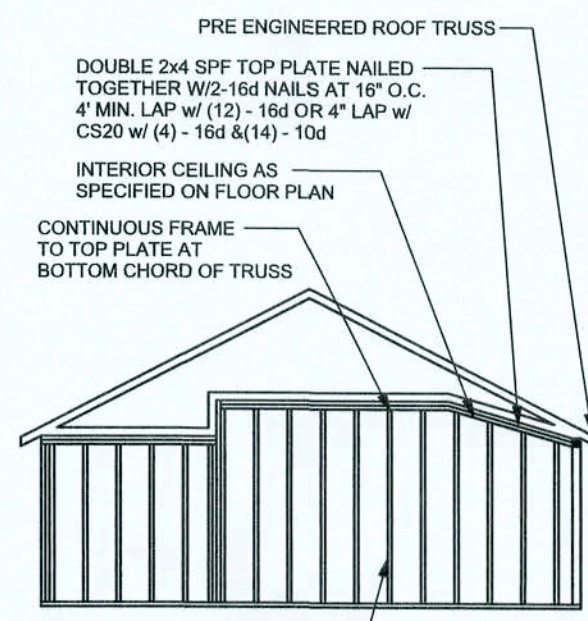 PRE ENGINEERED ROOF TRUSS
DOUBLE 2x4 SPF TOP PLATE NAILED
TOGETHER W/2-16d NAILS AT 16" O.C.
4' MIN. LAP w/ (12) - 16d OR 4" LAP w/
CS20 w/ (4) - 16d &(14) - 10d
INTERIOR CEILING AS
SPECIFIED ON FLOOR PLAN
CONTINUOUS FRAME
TO TOP PLATE AT
BOTTOM CHORD OF TRUSS